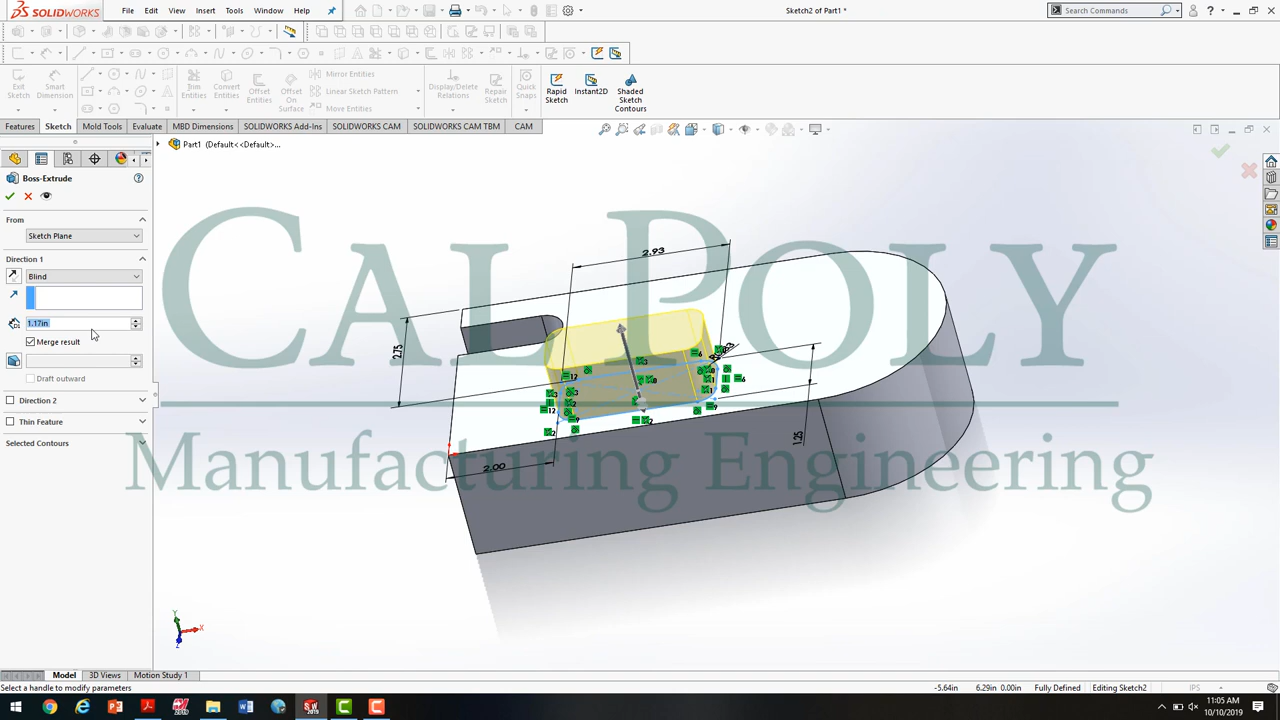 SOLIDWORKS
File Edit View Insert Tools Window Help
Sketch2 of Part1 *
Search Commands
Exit Sketch
Smart Dimension
Trim Entities
Convert Entities
Offset Entities
Offset On Surface
Mirror Entities
Linear Sketch Pattern
Move Entities
Display/Delete Relations
Repair Sketch
Quick Snaps
Rapid Sketch
Instant2D
Shaded Sketch Contours
Features Sketch Mold Tools Evaluate MBD Dimensions SOLIDWORKS Add-Ins SOLIDWORKS CAM SOLIDWORKS CAM TBM CAM
Part1 (Default<<Default>...
Boss-Extrude
From
Sketch Plane
Direction 1
Blind
1.17in
Merge result
Draft outward
Direction 2
Thin Feature
Selected Contours
CAL POLY
Manufacturing Engineering
2.93
2.75
1.25
2.00
Y
X
Z
Model 3D Views Motion Study 1
Select a handle to modify parameters
-5.64in 6.29in 0.00in Fully Defined Editing Sketch2 IPS
11:05 AM
10/10/2019